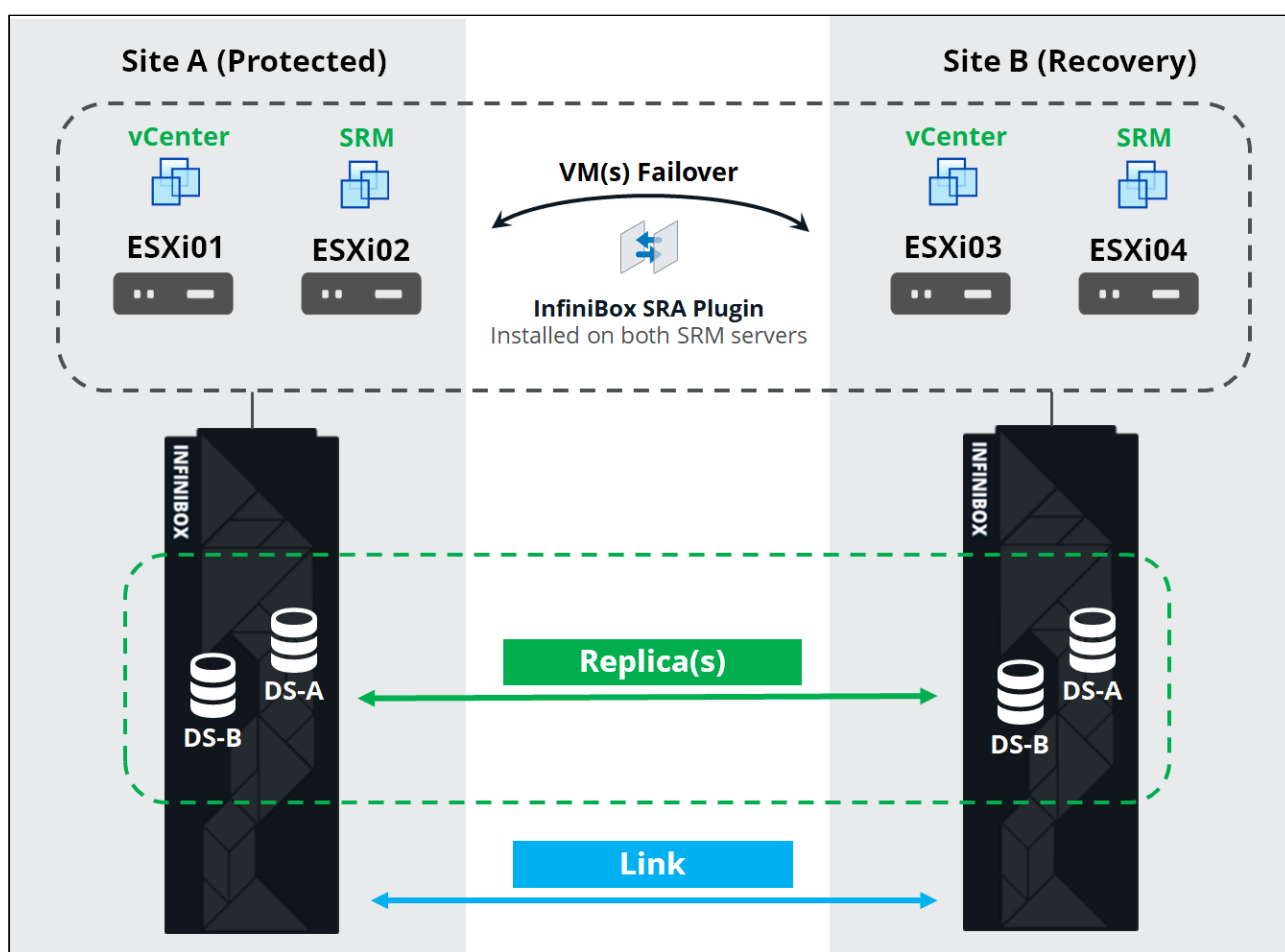 Site A (Protected)
Site B (Recovery)
vCenter
SRM
vCenter
SRM
VM(s) Failover
ESXi01
ESXi02
ESXi03
ESXi04
InfiniBox SRA Plugin
Installed on both SRM servers
INFINIBOX
INFINIBOX
DS-A
DS-B
Replica(s)
DS-A
DS-B
Link